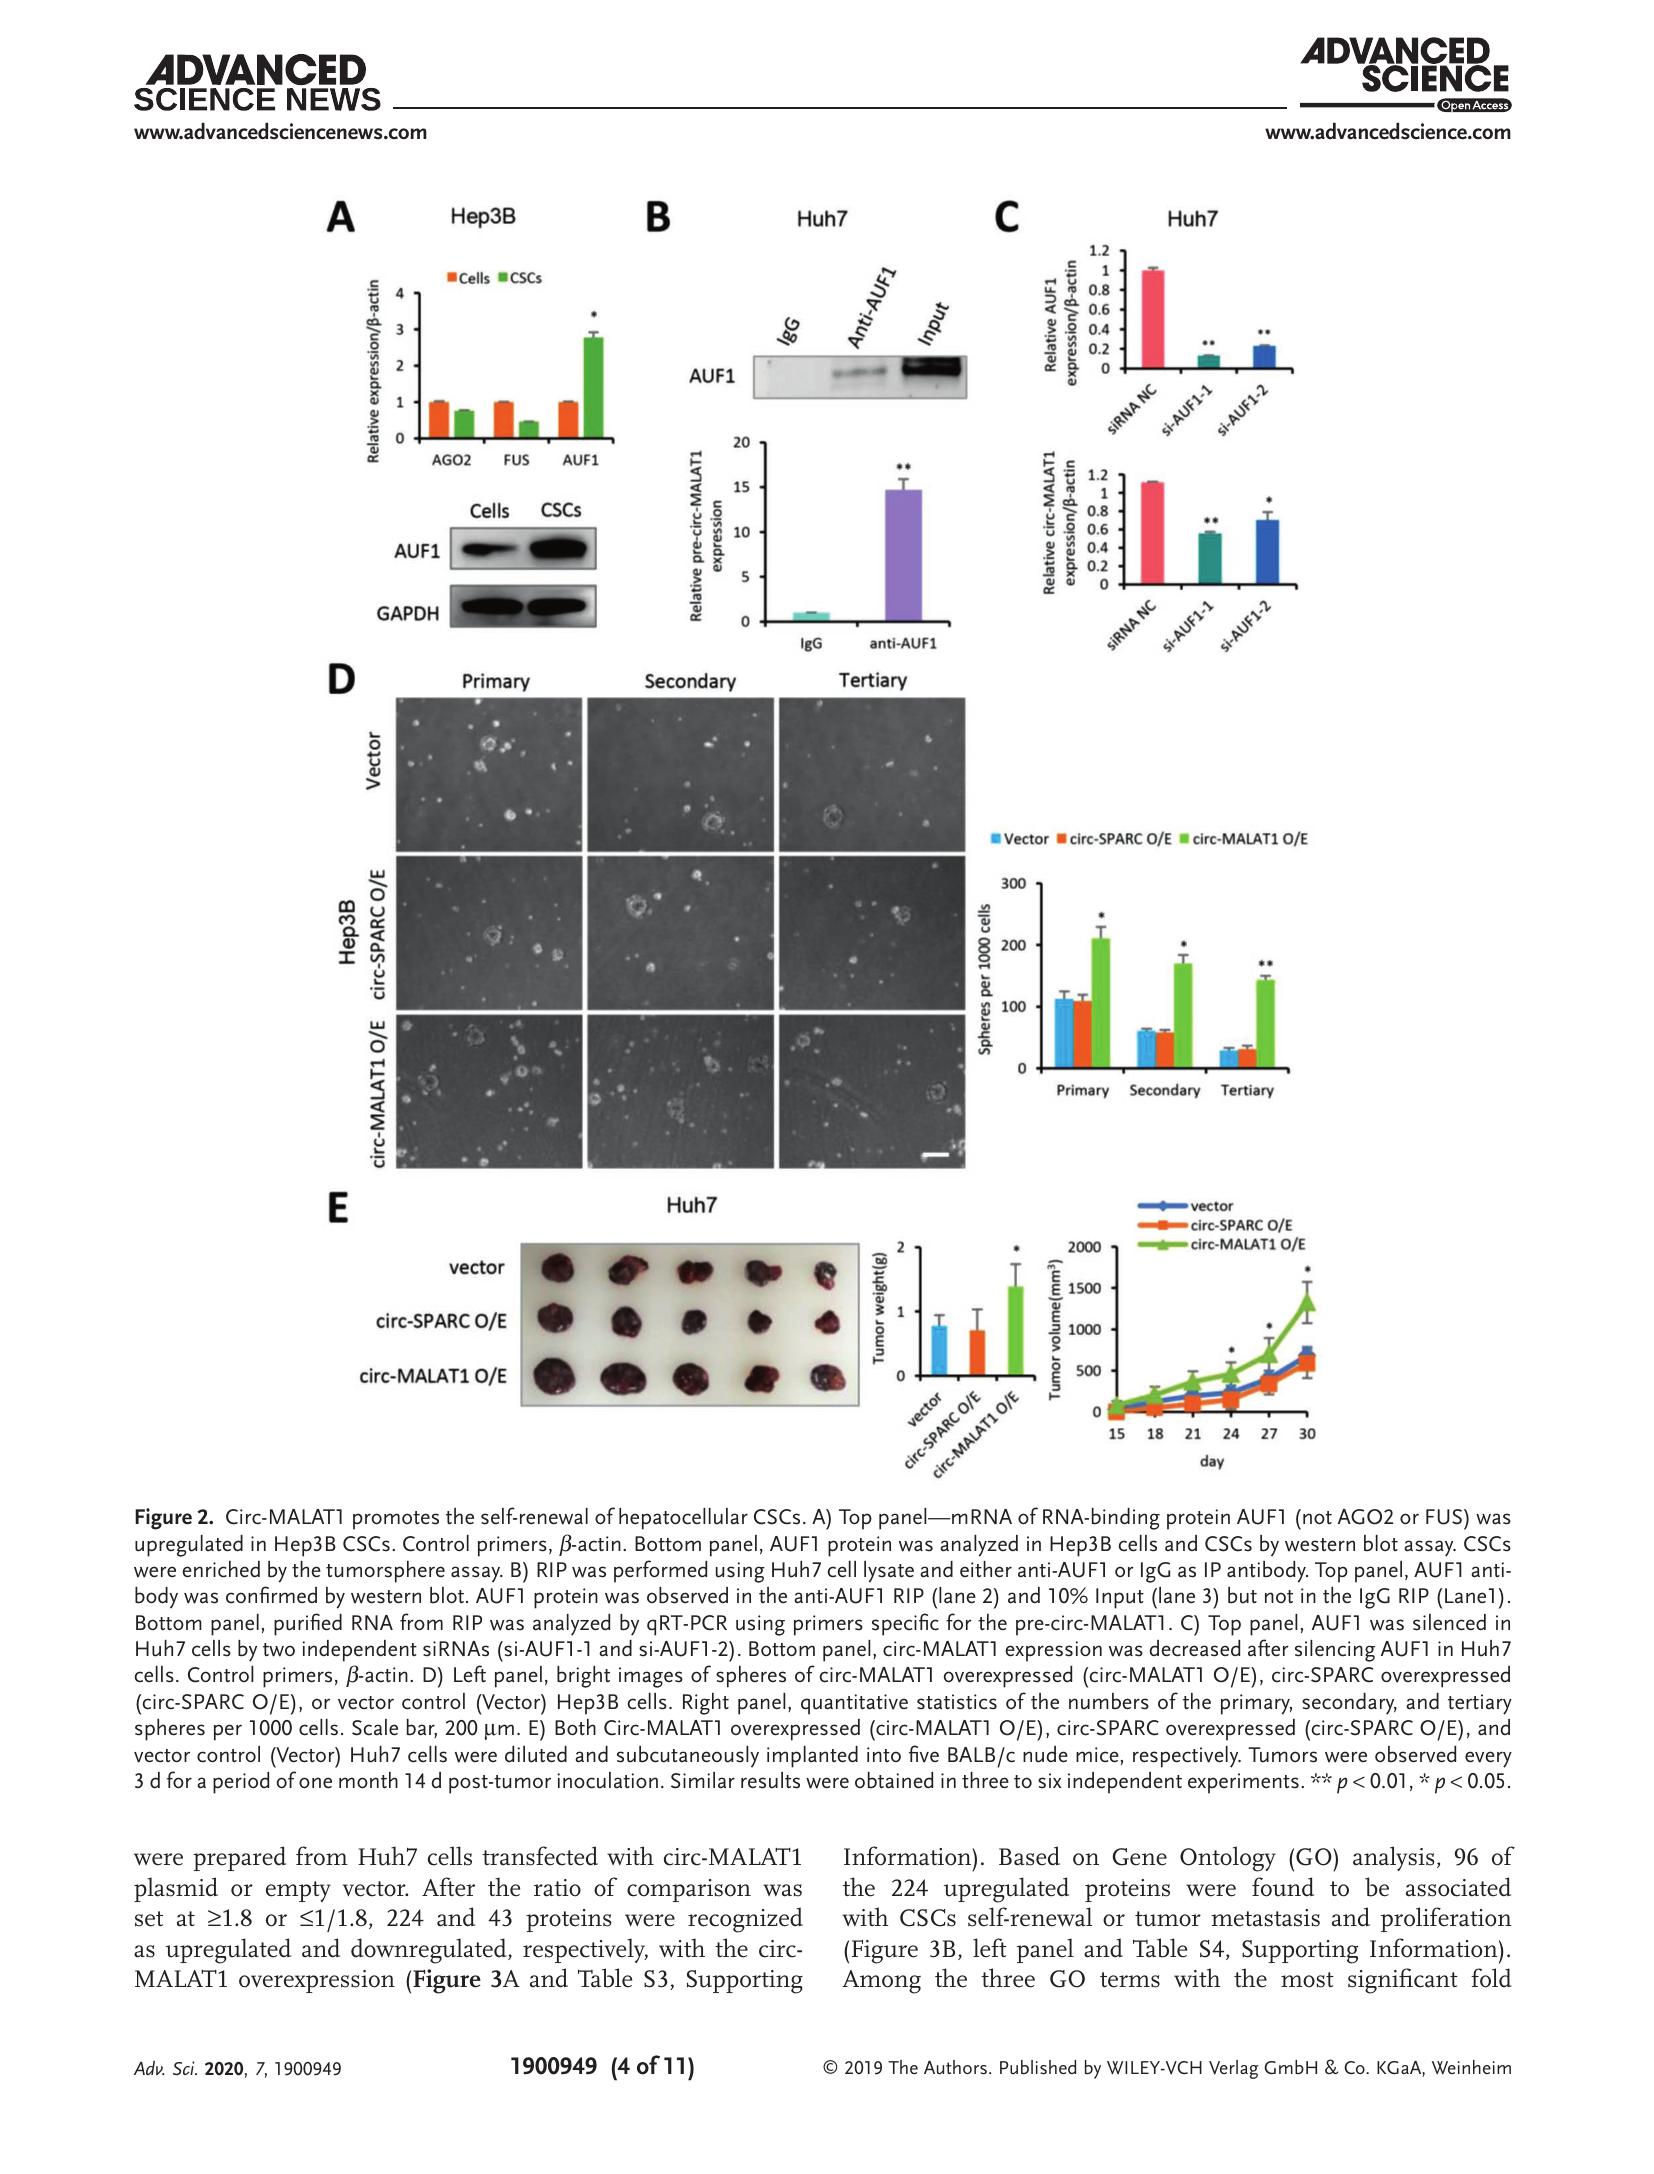 ADVANCED
SCIENCE NEWS
www.advancedsciencenews.com
ADVANCED
SCIENCE
Open Access
www.advancedscience.com
A
Hep3B
Cells CSCs
Relative expression/β-actin
4
3
2
1
0
*
AGO2 FUS AUF1
Cells CSCs
AUF1
GAPDH
B
Huh7
IgG
Anti-AUF1
Input
AUF1
Relative pre-circ-MALAT1
expression
20
15
10
5
0
**
IgG anti-AUF1
C
Huh7
Relative AUF1
expression/β-actin
1.2
1
0.8
0.6
0.4
0.2
0
**
**
siRNA NC
si-AUF1-1
si-AUF1-2
Relative circ-MALAT1
expression/β-actin
1.2
1
0.8
0.6
0.4
0.2
0
**
*
siRNA NC
si-AUF1-1
si-AUF1-2
D
Primary Secondary Tertiary
Hep3B
Vector
circ-SPARC O/E
circ-MALAT1 O/E
Vector circ-SPARC O/E circ-MALAT1 O/E
Spheres per 1000 cells
300
200
100
0
*
*
**
Primary Secondary Tertiary
E
Huh7
vector
circ-SPARC O/E
circ-MALAT1 O/E
Tumor weight(g)
2
1
0
*
vector
circ-SPARC O/E
circ-MALAT1 O/E
vector
circ-SPARC O/E
circ-MALAT1 O/E
Tumor volume(mm³)
2000
1500
1000
500
0
*
*
*
15 18 21 24 27 30
day
Figure 2. Circ-MALAT1 promotes the self-renewal of hepatocellular CSCs. A) Top panel—mRNA of RNA-binding protein AUF1 (not AGO2 or FUS) was
upregulated in Hep3B CSCs. Control primers, β-actin. Bottom panel, AUF1 protein was analyzed in Hep3B cells and CSCs by western blot assay. CSCs
were enriched by the tumorsphere assay. B) RIP was performed using Huh7 cell lysate and either anti-AUF1 or IgG as IP antibody. Top panel, AUF1 anti-
body was confirmed by western blot. AUF1 protein was observed in the anti-AUF1 RIP (lane 2) and 10% Input (lane 3) but not in the IgG RIP (Lane1).
Bottom panel, purified RNA from RIP was analyzed by qRT-PCR using primers specific for the pre-circ-MALAT1. C) Top panel, AUF1 was silenced in
Huh7 cells by two independent siRNAs (si-AUF1-1 and si-AUF1-2). Bottom panel, circ-MALAT1 expression was decreased after silencing AUF1 in Huh7
cells. Control primers, β-actin. D) Left panel, bright images of spheres of circ-MALAT1 overexpressed (circ-MALAT1 O/E), circ-SPARC overexpressed
(circ-SPARC O/E), or vector control (Vector) Hep3B cells. Right panel, quantitative statistics of the numbers of the primary, secondary, and tertiary
spheres per 1000 cells. Scale bar, 200 µm. E) Both Circ-MALAT1 overexpressed (circ-MALAT1 O/E), circ-SPARC overexpressed (circ-SPARC O/E), and
vector control (Vector) Huh7 cells were diluted and subcutaneously implanted into five BALB/c nude mice, respectively. Tumors were observed every
3 d for a period of one month 14 d post-tumor inoculation. Similar results were obtained in three to six independent experiments. ** p < 0.01, * p < 0.05.
were prepared from Huh7 cells transfected with circ-MALAT1
plasmid or empty vector. After the ratio of comparison was
set at ≥1.8 or ≤1/1.8, 224 and 43 proteins were recognized
as upregulated and downregulated, respectively, with the circ-
MALAT1 overexpression (Figure 3A and Table S3, Supporting
Information). Based on Gene Ontology (GO) analysis, 96 of
the 224 upregulated proteins were found to be associated
with CSCs self-renewal or tumor metastasis and proliferation
(Figure 3B, left panel and Table S4, Supporting Information).
Among the three GO terms with the most significant fold
Adv. Sci. 2020, 7, 1900949
1900949 (4 of 11)
© 2019 The Authors. Published by WILEY-VCH Verlag GmbH & Co. KGaA, Weinheim